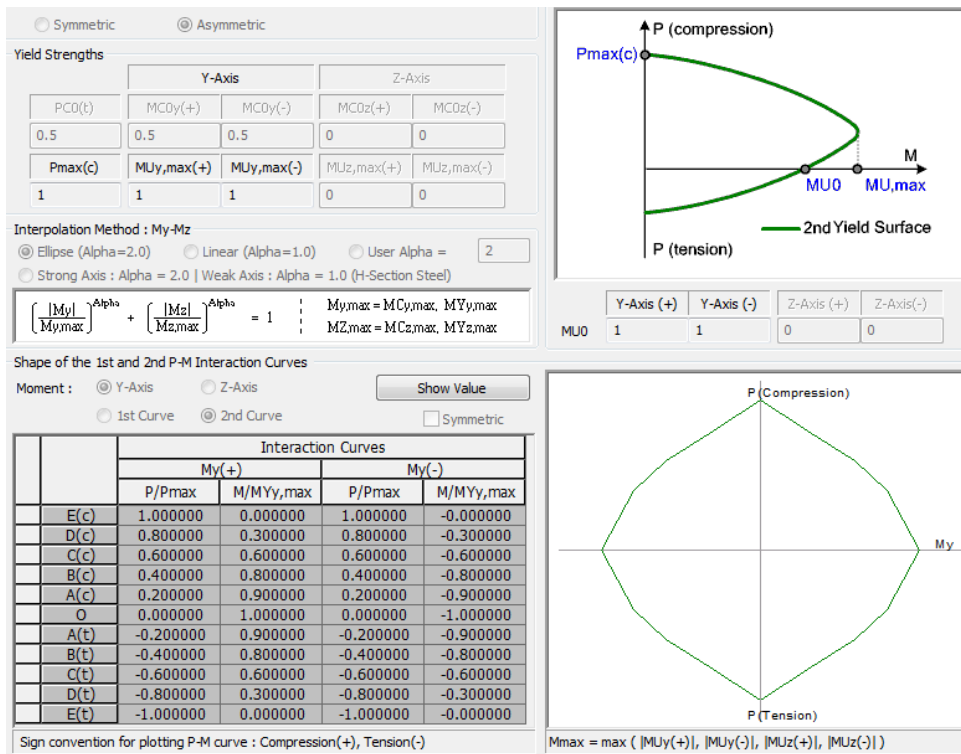 Symmetric Asymmetric
Yield Strengths
Y-Axis Z-Axis
PC0(t) MC0y(+) MC0y(-) MC0z(+) MC0z(-)
0.5 0.5 0.5 0 0
Pmax(c) MUy,max(+) MUy,max(-) MUz,max(+) MUz,max(-)
1 1 1 0 0
Interpolation Method : My-Mz
Ellipse (Alpha=2.0) Linear (Alpha=1.0) User Alpha = 2
Strong Axis : Alpha = 2.0 | Weak Axis : Alpha = 1.0 (H-Section Steel)
( |My| / My,max )^Alpha + ( |Mz| / Mz,max )^Alpha = 1
My,max = MCy,max, MYy,max
MZ,max = MCz,max, MYz,max
P (compression)
Pmax(c)
M
MU0 MU,max
2nd Yield Surface
P (tension)
Y-Axis (+) Y-Axis (-) Z-Axis (+) Z-Axis(-)
MU0 1 1 0 0
Shape of the 1st and 2nd P-M Interaction Curves
Moment : Y-Axis Z-Axis Show Value
1st Curve 2nd Curve Symmetric
Interaction Curves
My(+) My(-)
P/Pmax M/MYy,max P/Pmax M/MYy,max
E(c) 1.000000 0.000000 1.000000 -0.000000
D(c) 0.800000 0.300000 0.800000 -0.300000
C(c) 0.600000 0.600000 0.600000 -0.600000
B(c) 0.400000 0.800000 0.400000 -0.800000
A(c) 0.200000 0.900000 0.200000 -0.900000
O 0.000000 1.000000 0.000000 -1.000000
A(t) -0.200000 0.900000 -0.200000 -0.900000
B(t) -0.400000 0.800000 -0.400000 -0.800000
C(t) -0.600000 0.600000 -0.600000 -0.600000
D(t) -0.800000 0.300000 -0.800000 -0.300000
E(t) -1.000000 0.000000 -1.000000 -0.000000
Sign convention for plotting P-M curve : Compression(+), Tension(-)
P(Compression)
My
P(Tension)
Mmax = max ( |MUy(+)|, |MUy(-)|, |MUz(+)|, |MUz(-)| )